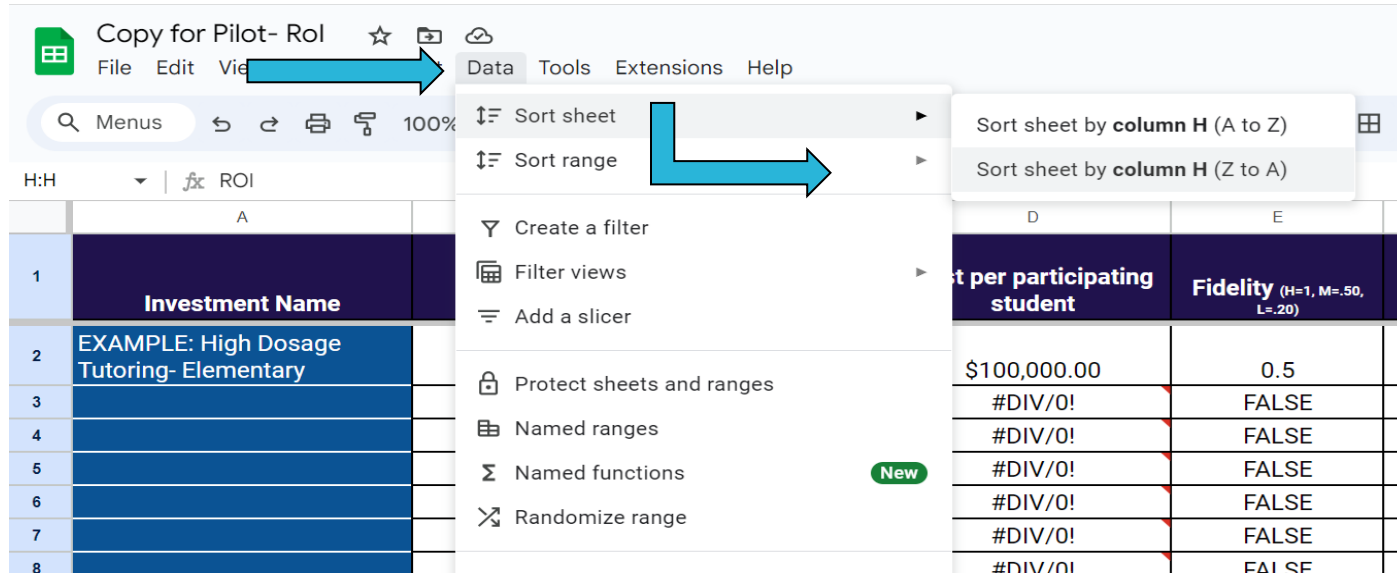 Copy for Pilot- RoI
File Edit Vie t Data Tools Extensions Help
Menus 100%
H:H fx ROI
Sort sheet
Sort range
Create a filter
Filter views
Add a slicer
Protect sheets and ranges
Named ranges
Named functions New
Randomize range
Sort sheet by column H (A to Z)
Sort sheet by column H (Z to A)
A D E
1 Investment Name st per participating student Fidelity (H=1, M=.50, L=.20)
2 EXAMPLE: High Dosage
Tutoring- Elementary $100,000.00 0.5
3 #DIV/0! FALSE
4 #DIV/0! FALSE
5 #DIV/0! FALSE
6 #DIV/0! FALSE
7 #DIV/0! FALSE
8 #DIV/0! FALSE